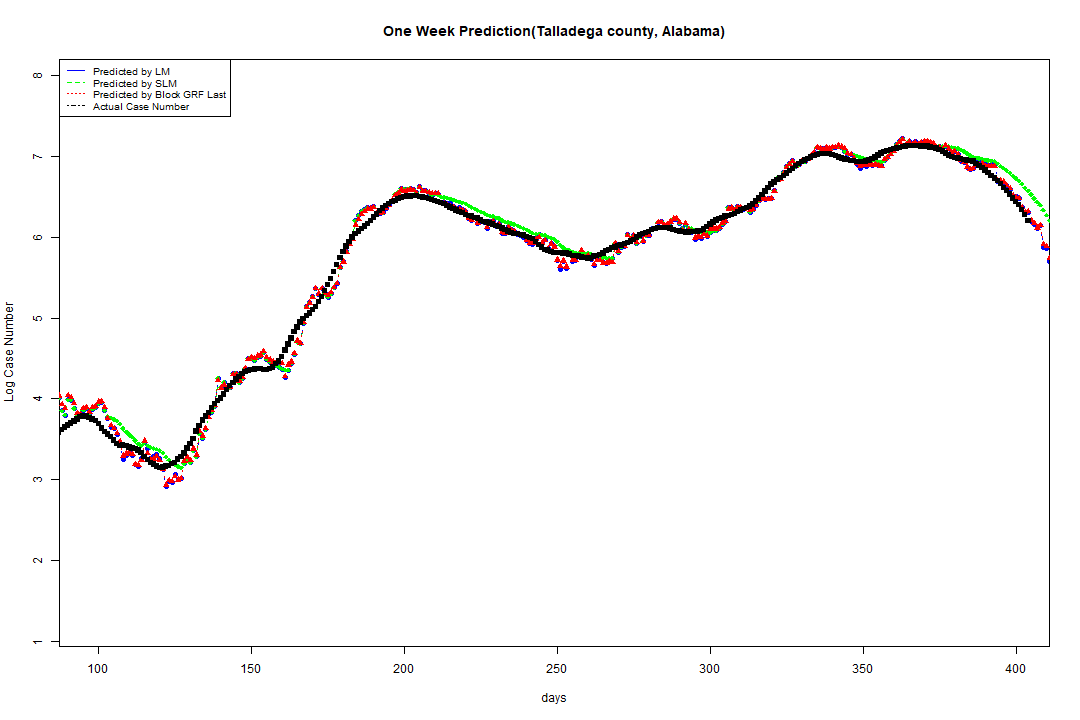 One Week Prediction(Talladega county, Alabama)
Predicted by LM
Predicted by SLM
Predicted by Block GRF Last
Actual Case Number
8
7
6
5
4
3
2
1
Log Case Number
100 150 200 250 300 350 400
days